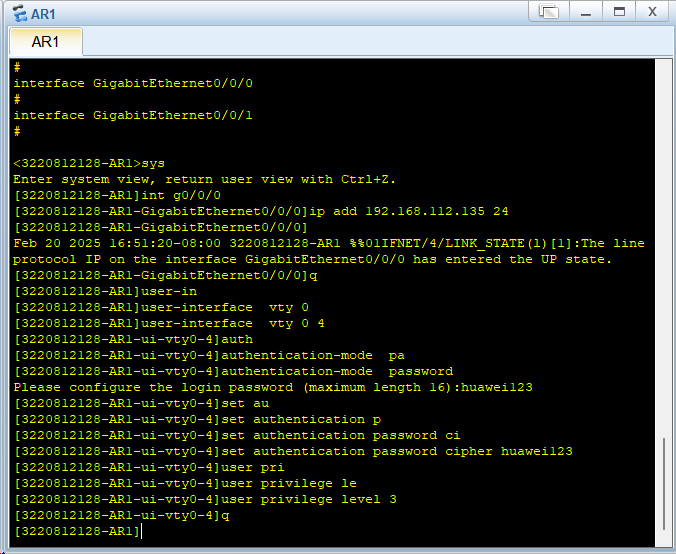 AR1
AR1
#
interface GigabitEthernet0/0/0
#
interface GigabitEthernet0/0/1
#
<3220812128-AR1>sys
Enter system view, return user view with Ctrl+Z.
[3220812128-AR1]int g0/0/0
[3220812128-AR1-GigabitEthernet0/0/0]ip add 192.168.112.135 24
[3220812128-AR1-GigabitEthernet0/0/0]
Feb 20 2025 16:51:20-08:00 3220812128-AR1 %%01IFNET/4/LINK_STATE(l)[1]:The line
protocol IP on the interface GigabitEthernet0/0/0 has entered the UP state.
[3220812128-AR1-GigabitEthernet0/0/0]q
[3220812128-AR1]user-in
[3220812128-AR1]user-interface  vty 0
[3220812128-AR1]user-interface  vty 0 4
[3220812128-AR1-ui-vty0-4]auth
[3220812128-AR1-ui-vty0-4]authentication-mode  pa
[3220812128-AR1-ui-vty0-4]authentication-mode  password
Please configure the login password (maximum length 16):huawei123
[3220812128-AR1-ui-vty0-4]set au
[3220812128-AR1-ui-vty0-4]set authentication p
[3220812128-AR1-ui-vty0-4]set authentication password ci
[3220812128-AR1-ui-vty0-4]set authentication password cipher huawei123
[3220812128-AR1-ui-vty0-4]user pri
[3220812128-AR1-ui-vty0-4]user privilege le
[3220812128-AR1-ui-vty0-4]user privilege level 3
[3220812128-AR1-ui-vty0-4]q
[3220812128-AR1]